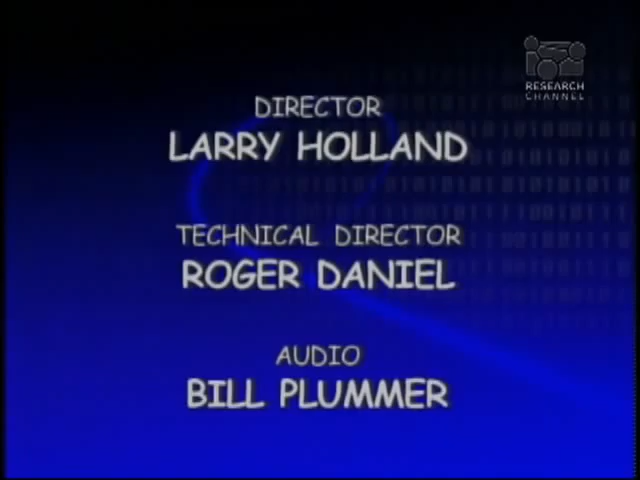 RESEARCH
CHANNEL
DIRECTOR
LARRY HOLLAND
TECHNICAL DIRECTOR
ROGER DANIEL
AUDIO
BILL PLUMMER